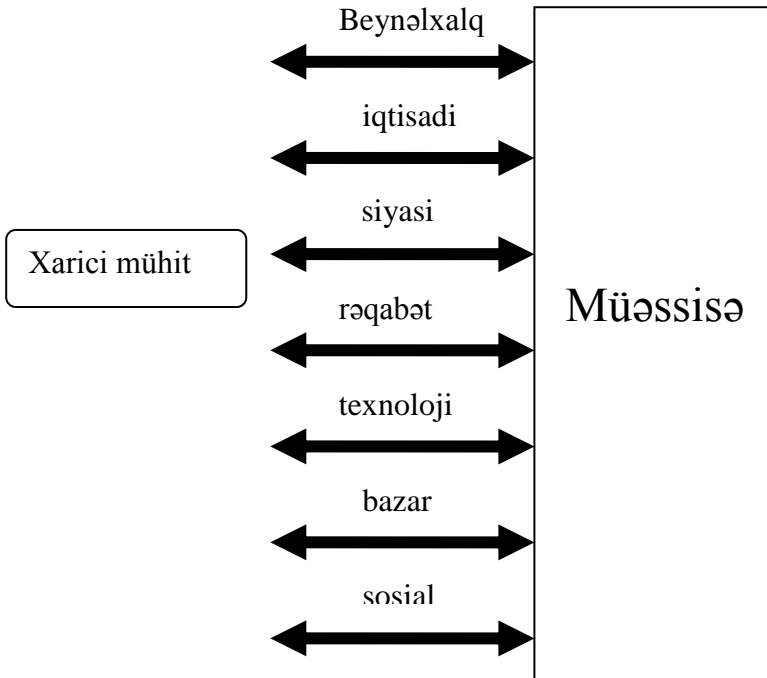 Beynəlxalq
iqtisadi
siyasi
Xarici mühit
rəqabət
Müəssisə
texnoloji
bazar
sosial